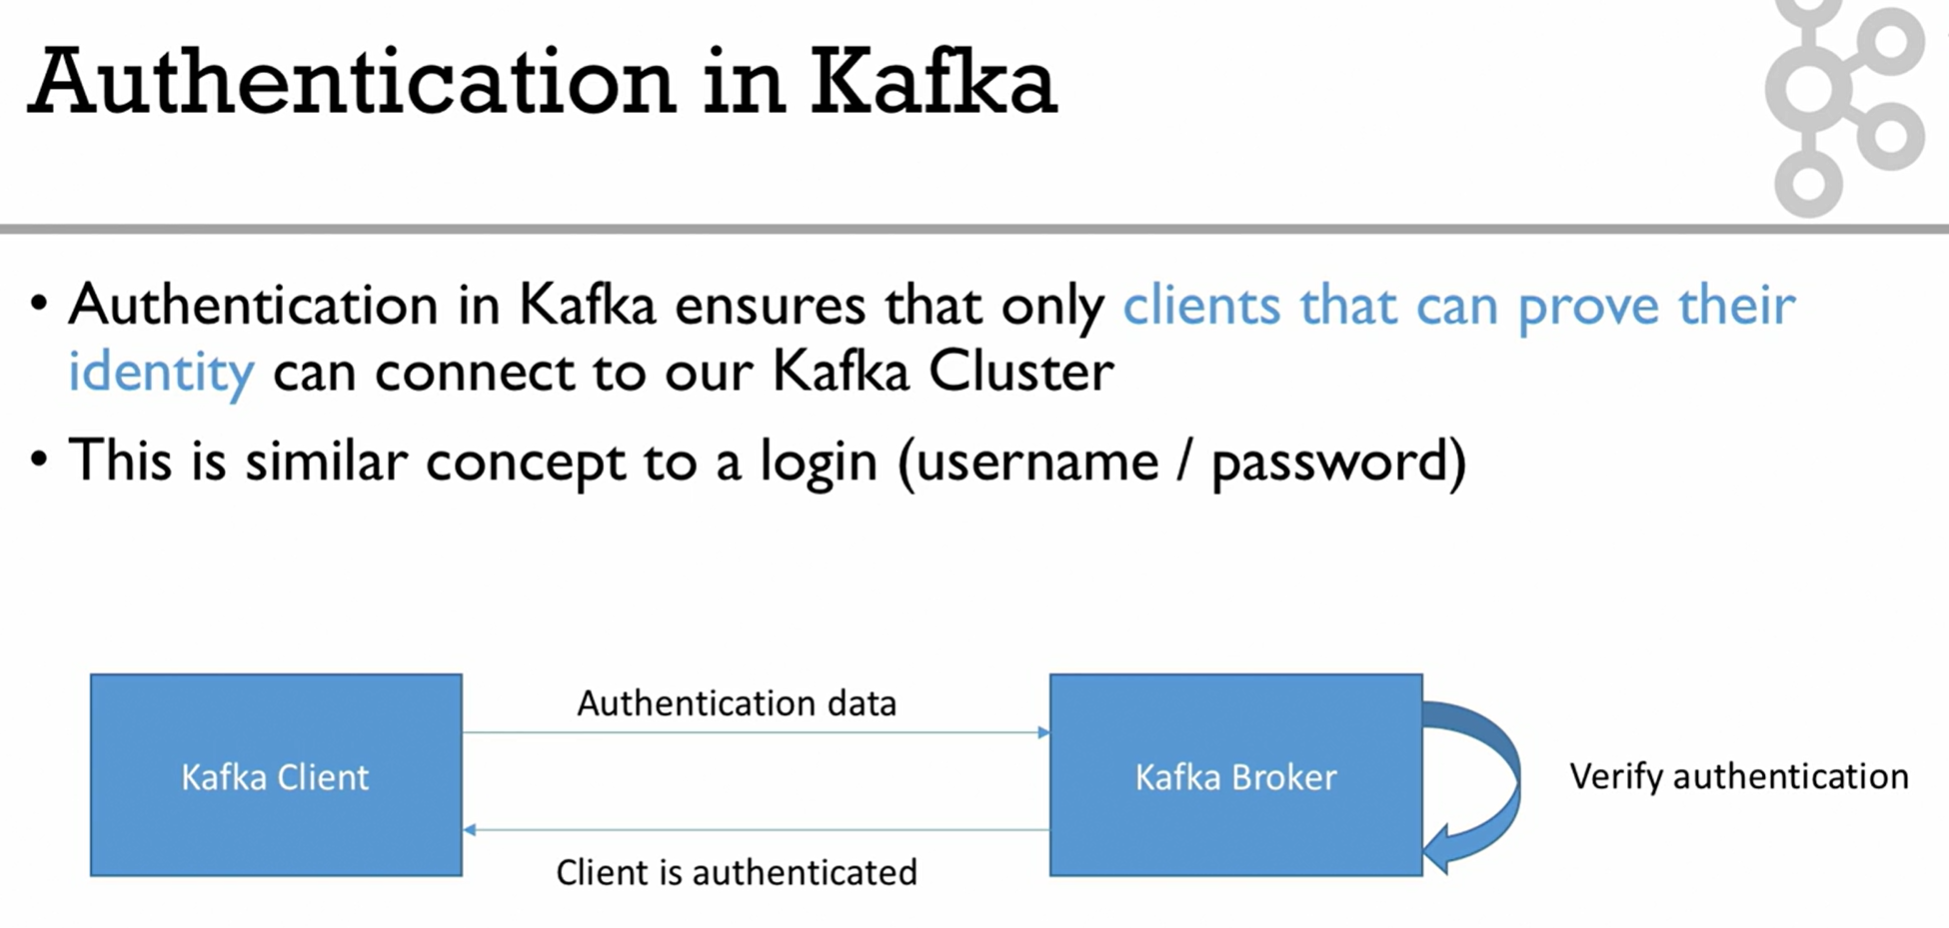 Authentication in Kafka
• Authentication in Kafka ensures that only clients that can prove their
identity can connect to our Kafka Cluster
• This is similar concept to a login (username / password)
Authentication data
Kafka Client
Kafka Broker
Verify authentication
Client is authenticated